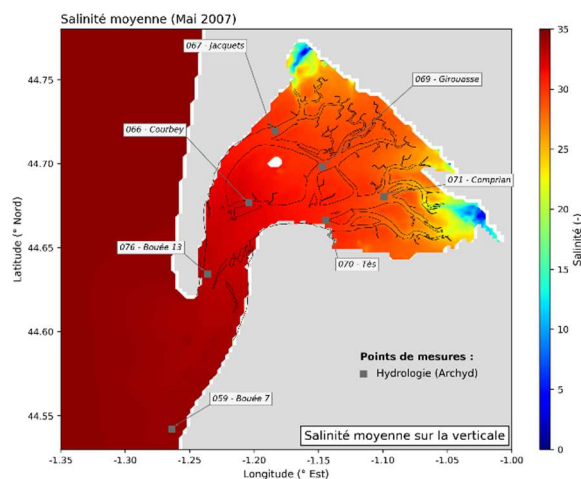 Salinité moyenne (Mai 2007)
067 - Jacquets
069 - Girouasse
066 - Courbey
071 - Comprian
076 - Bouée 13
070 - Tès
059 - Bouée 7
Points de mesures :
Hydrologie (Archyd)
Salinité moyenne sur la verticale
Latitude (° Nord)
44.75
44.70
44.65
44.60
44.55
-1.35
-1.30
-1.25
-1.20
-1.15
-1.10
-1.05
-1.00
Longitude (° Est)
35
30
25
20
15
10
5
0
Salinité (-)